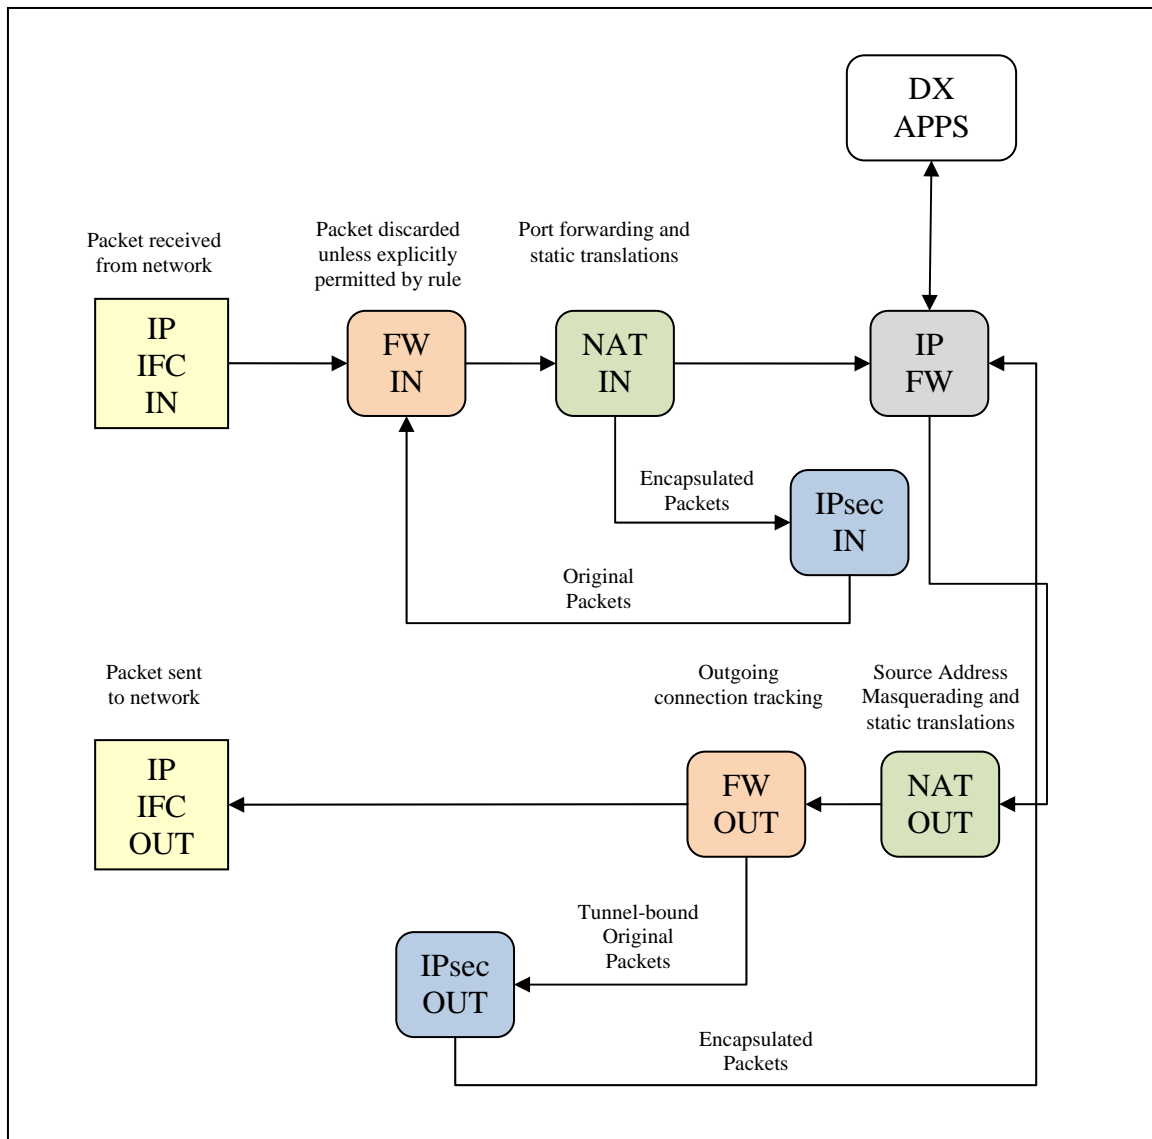 DX
APPS
Packet received
from network
Packet discarded
unless explicitly
permitted by rule
Port forwarding and
static translations
IP
IFC
IN
FW
IN
NAT
IN
IP
FW
Encapsulated
Packets
IPsec
IN
Original
Packets
Packet sent
to network
Outgoing
connection tracking
Source Address
Masquerading and
static translations
IP
IFC
OUT
FW
OUT
NAT
OUT
Tunnel-bound
Original
Packets
IPsec
OUT
Encapsulated
Packets